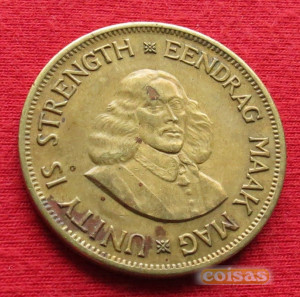 UNITY IS STRENGTH
EENDRAG MAAK MAG
coisas